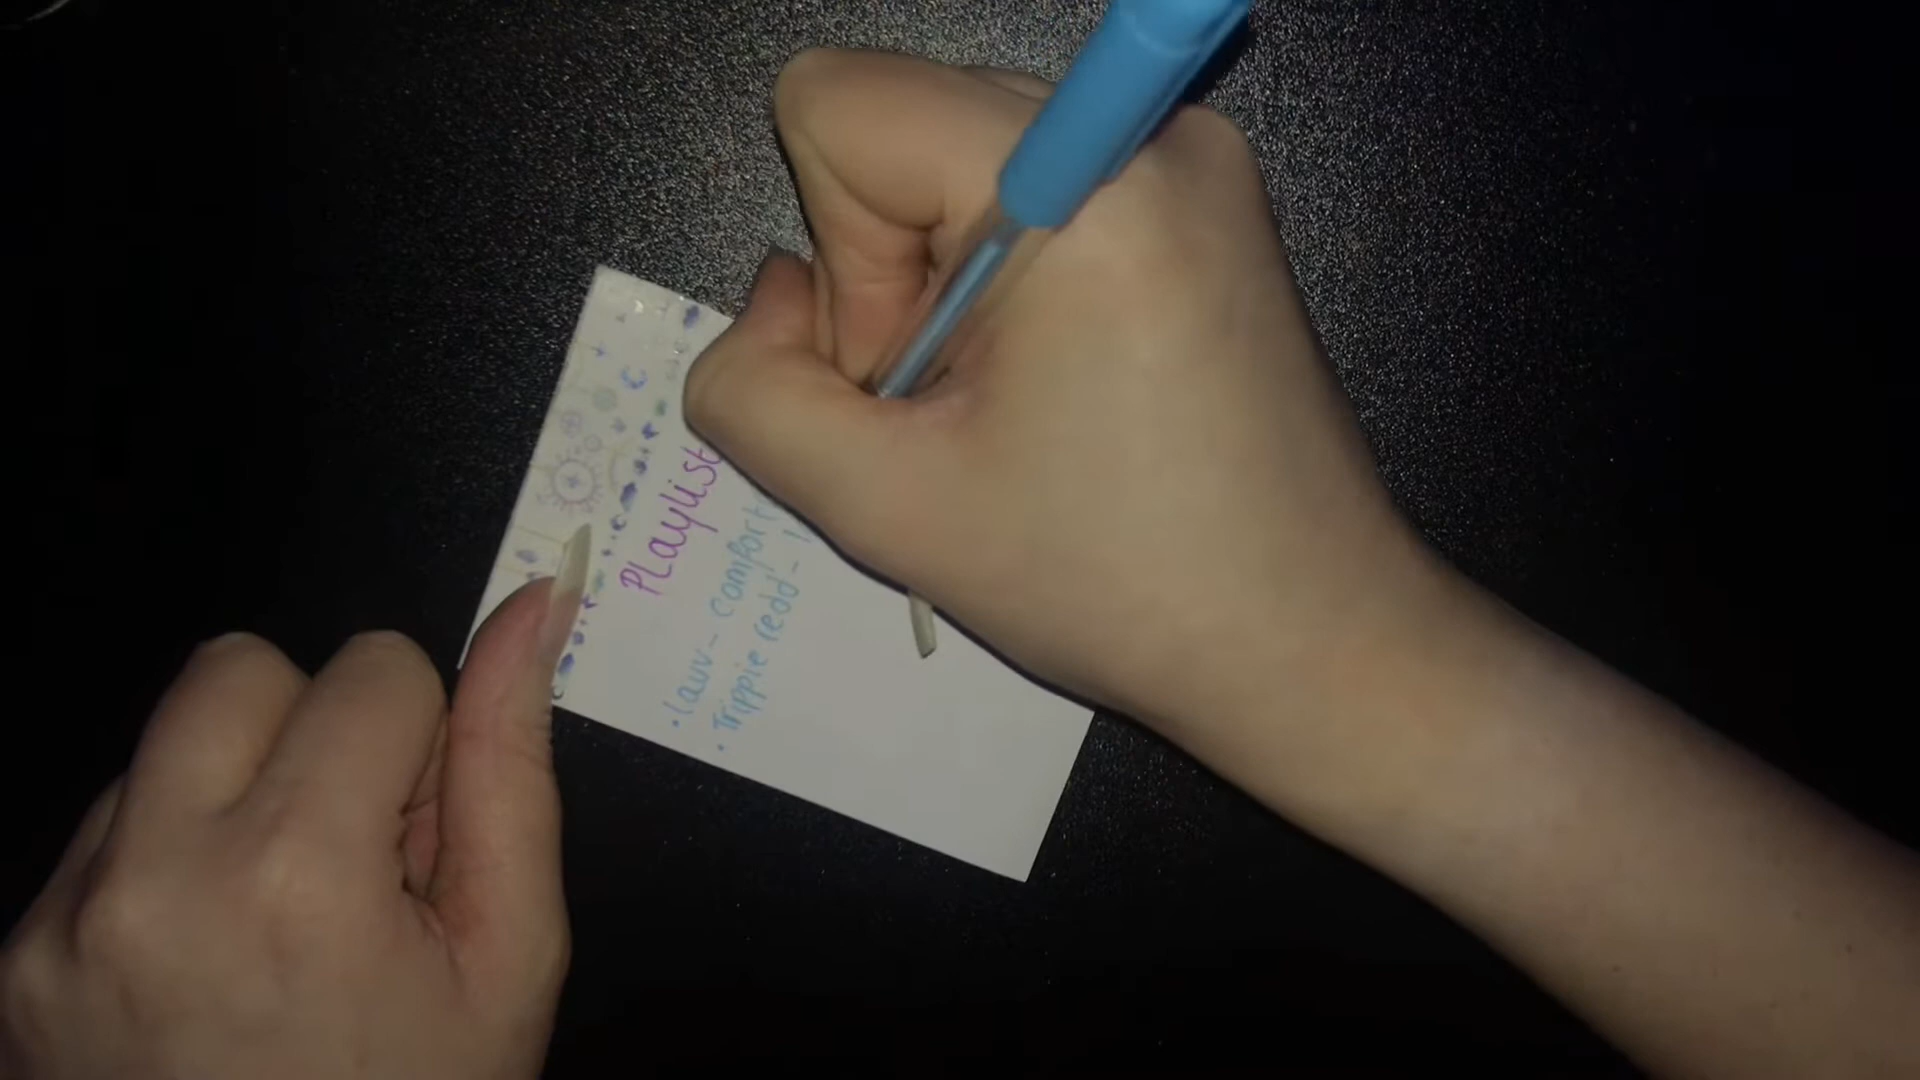 PLaylist
• Lauv - comfort
• Trippie redd -